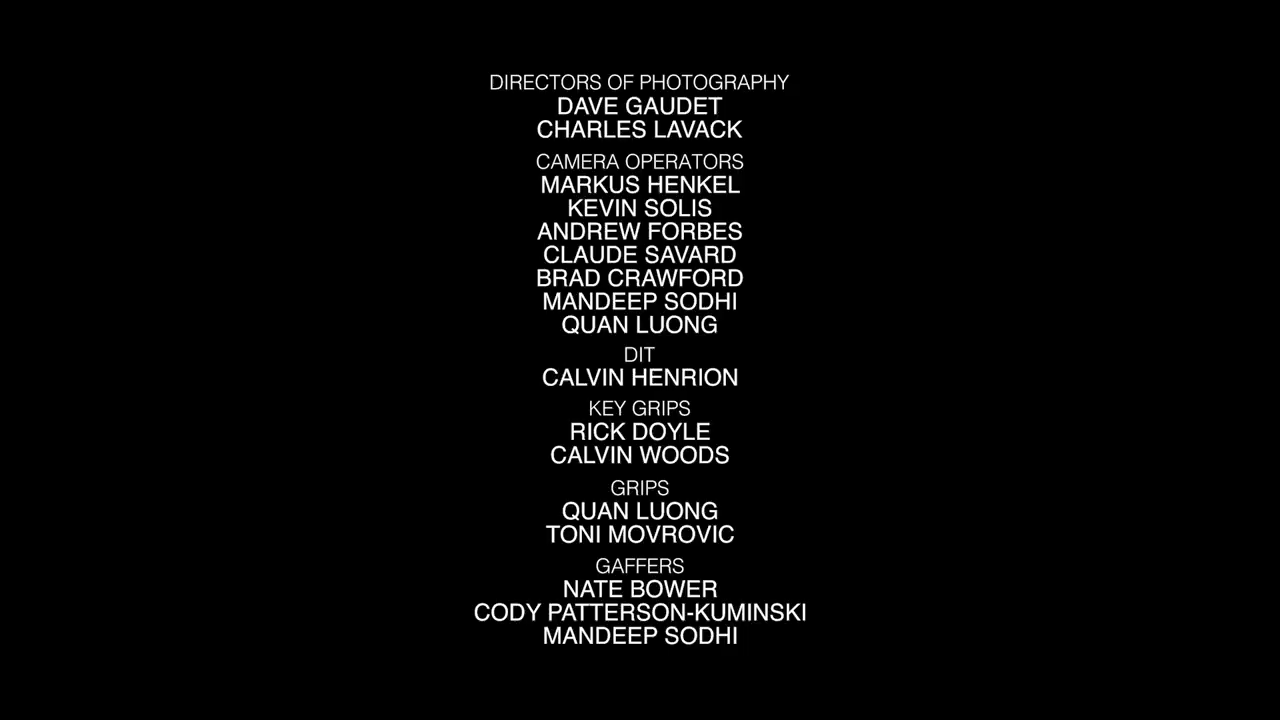 DIRECTORS OF PHOTOGRAPHY
DAVE GAUDET
CHARLES LAVACK
CAMERA OPERATORS
MARKUS HENKEL
KEVIN SOLIS
ANDREW FORBES
CLAUDE SAVARD
BRAD CRAWFORD
MANDEEP SODHI
QUAN LUONG
DIT
CALVIN HENRION
KEY GRIPS
RICK DOYLE
CALVIN WOODS
GRIPS
QUAN LUONG
TONI MOVROVIC
GAFFERS
NATE BOWER
CODY PATTERSON-KUMINSKI
MANDEEP SODHI